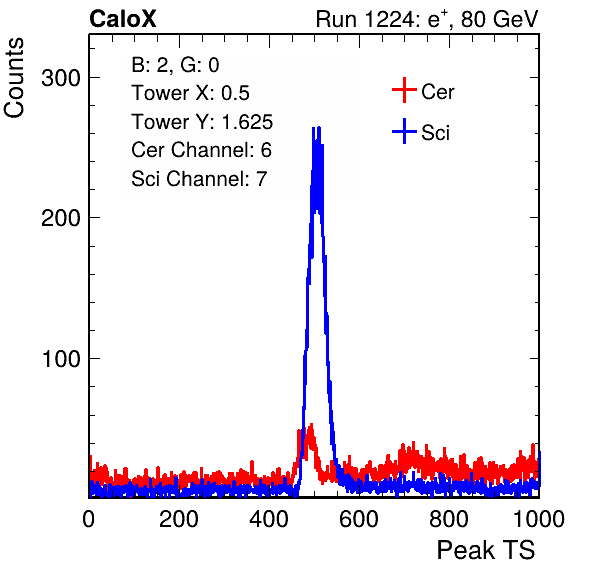 CaloX Run 1224: e+, 80 GeV
Counts
B: 2, G: 0
Tower X: 0.5
Tower Y: 1.625
Cer Channel: 6
Sci Channel: 7
Cer
Sci
300
200
100
0 200 400 600 800 1000
Peak TS